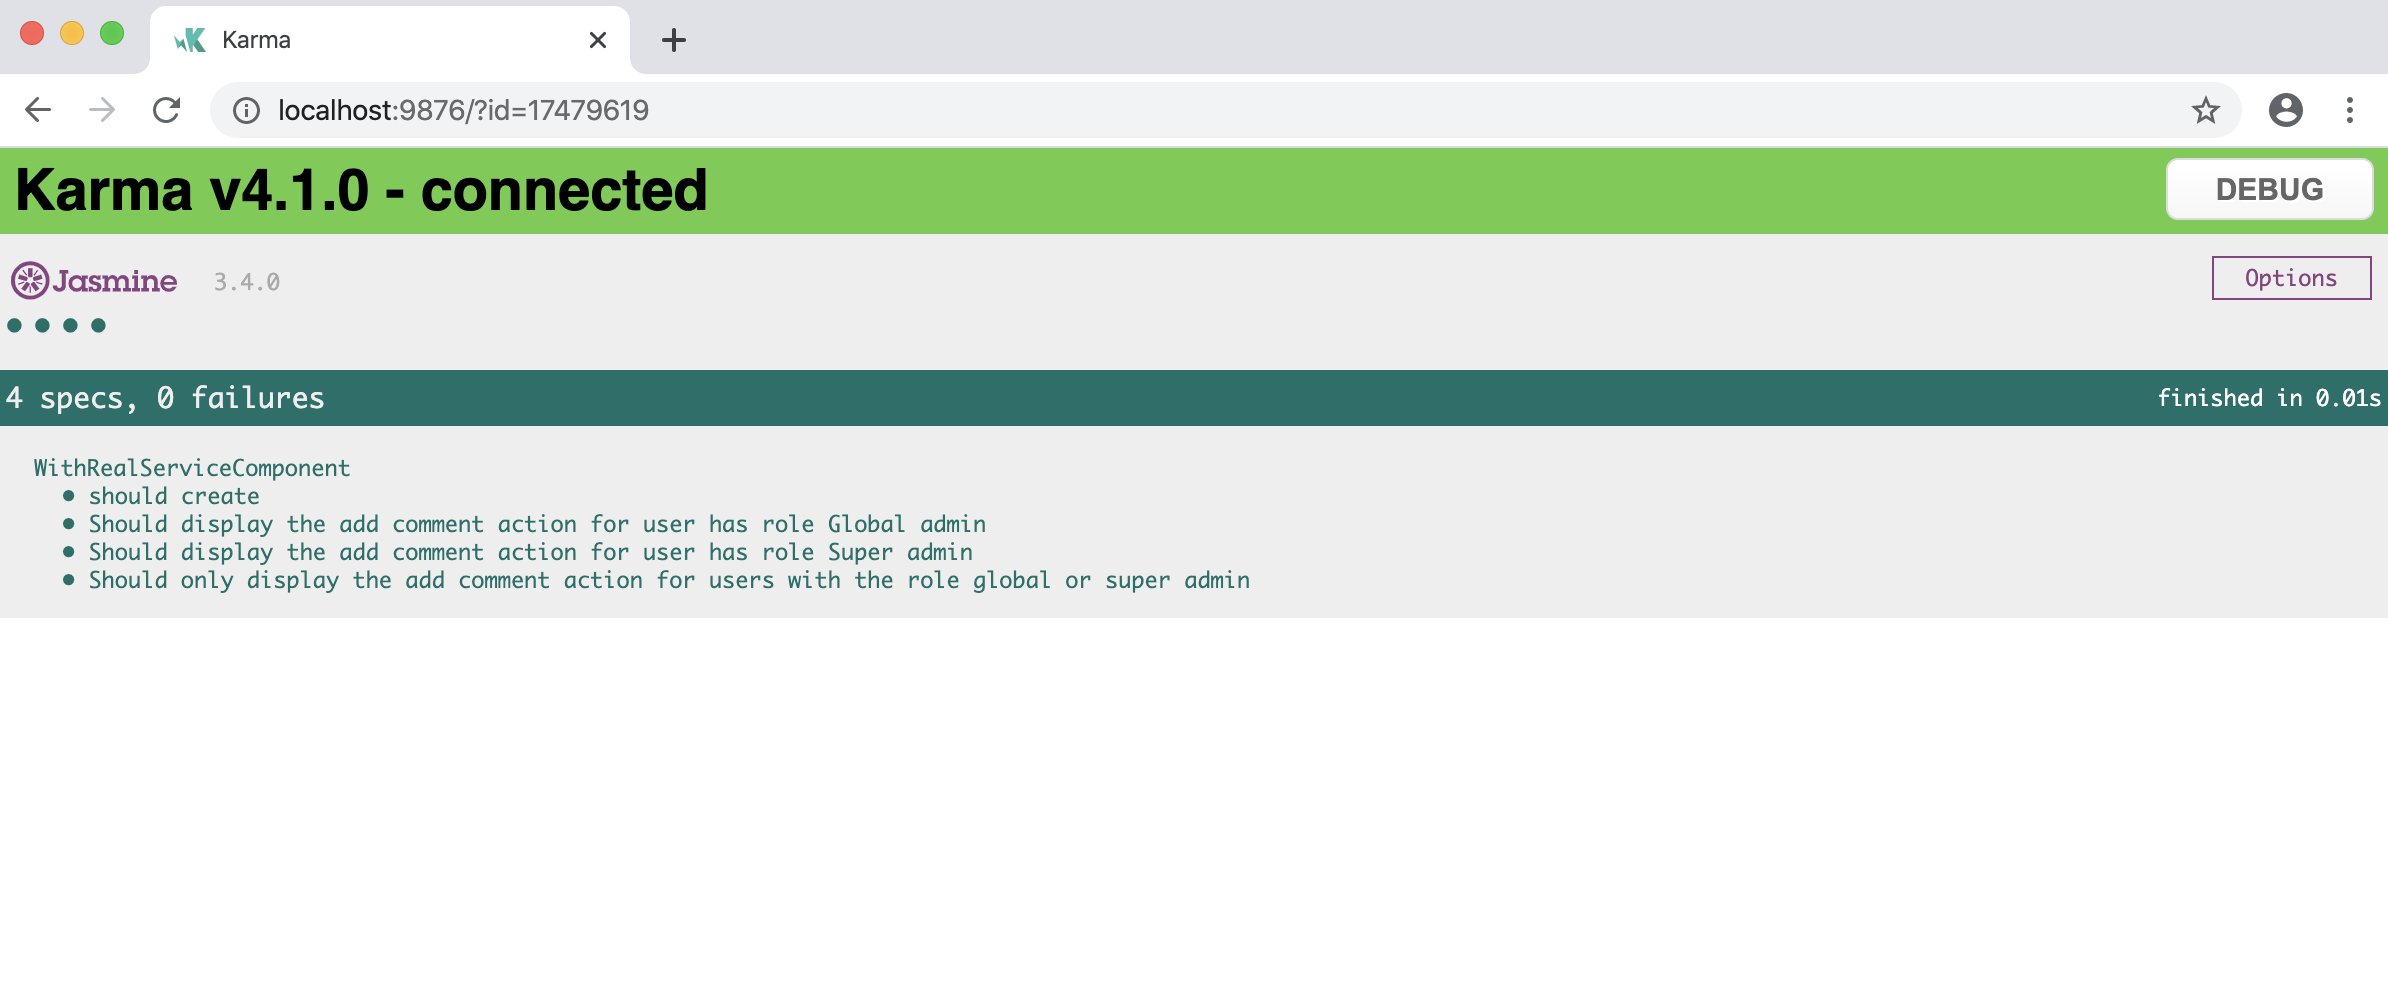 Karma
localhost:9876/?id=17479619
Karma v4.1.0 - connected
DEBUG
Jasmine 3.4.0
Options
4 specs, 0 failures
finished in 0.01s
WithRealServiceComponent
• should create
• Should display the add comment action for user has role Global admin
• Should display the add comment action for user has role Super admin
• Should only display the add comment action for users with the role global or super admin